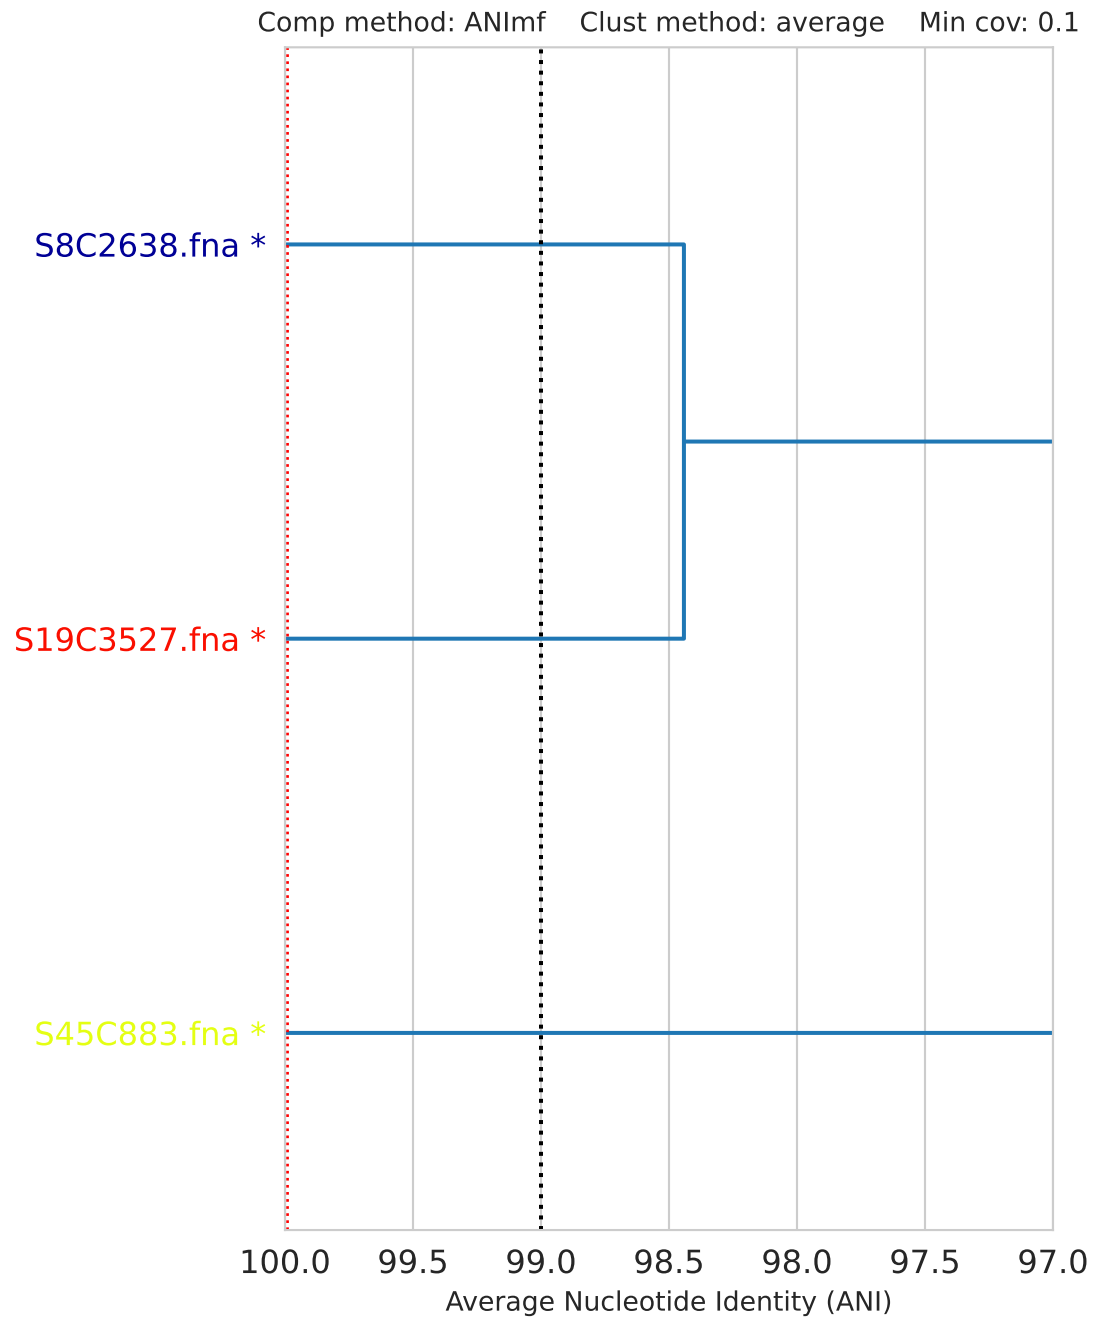 Comp method: ANImf    Clust method: average    Min cov: 0.1
S8C2638.fna *
S19C3527.fna *
S45C883.fna *
100.0 99.5 99.0 98.5 98.0 97.5 97.0
Average Nucleotide Identity (ANI)